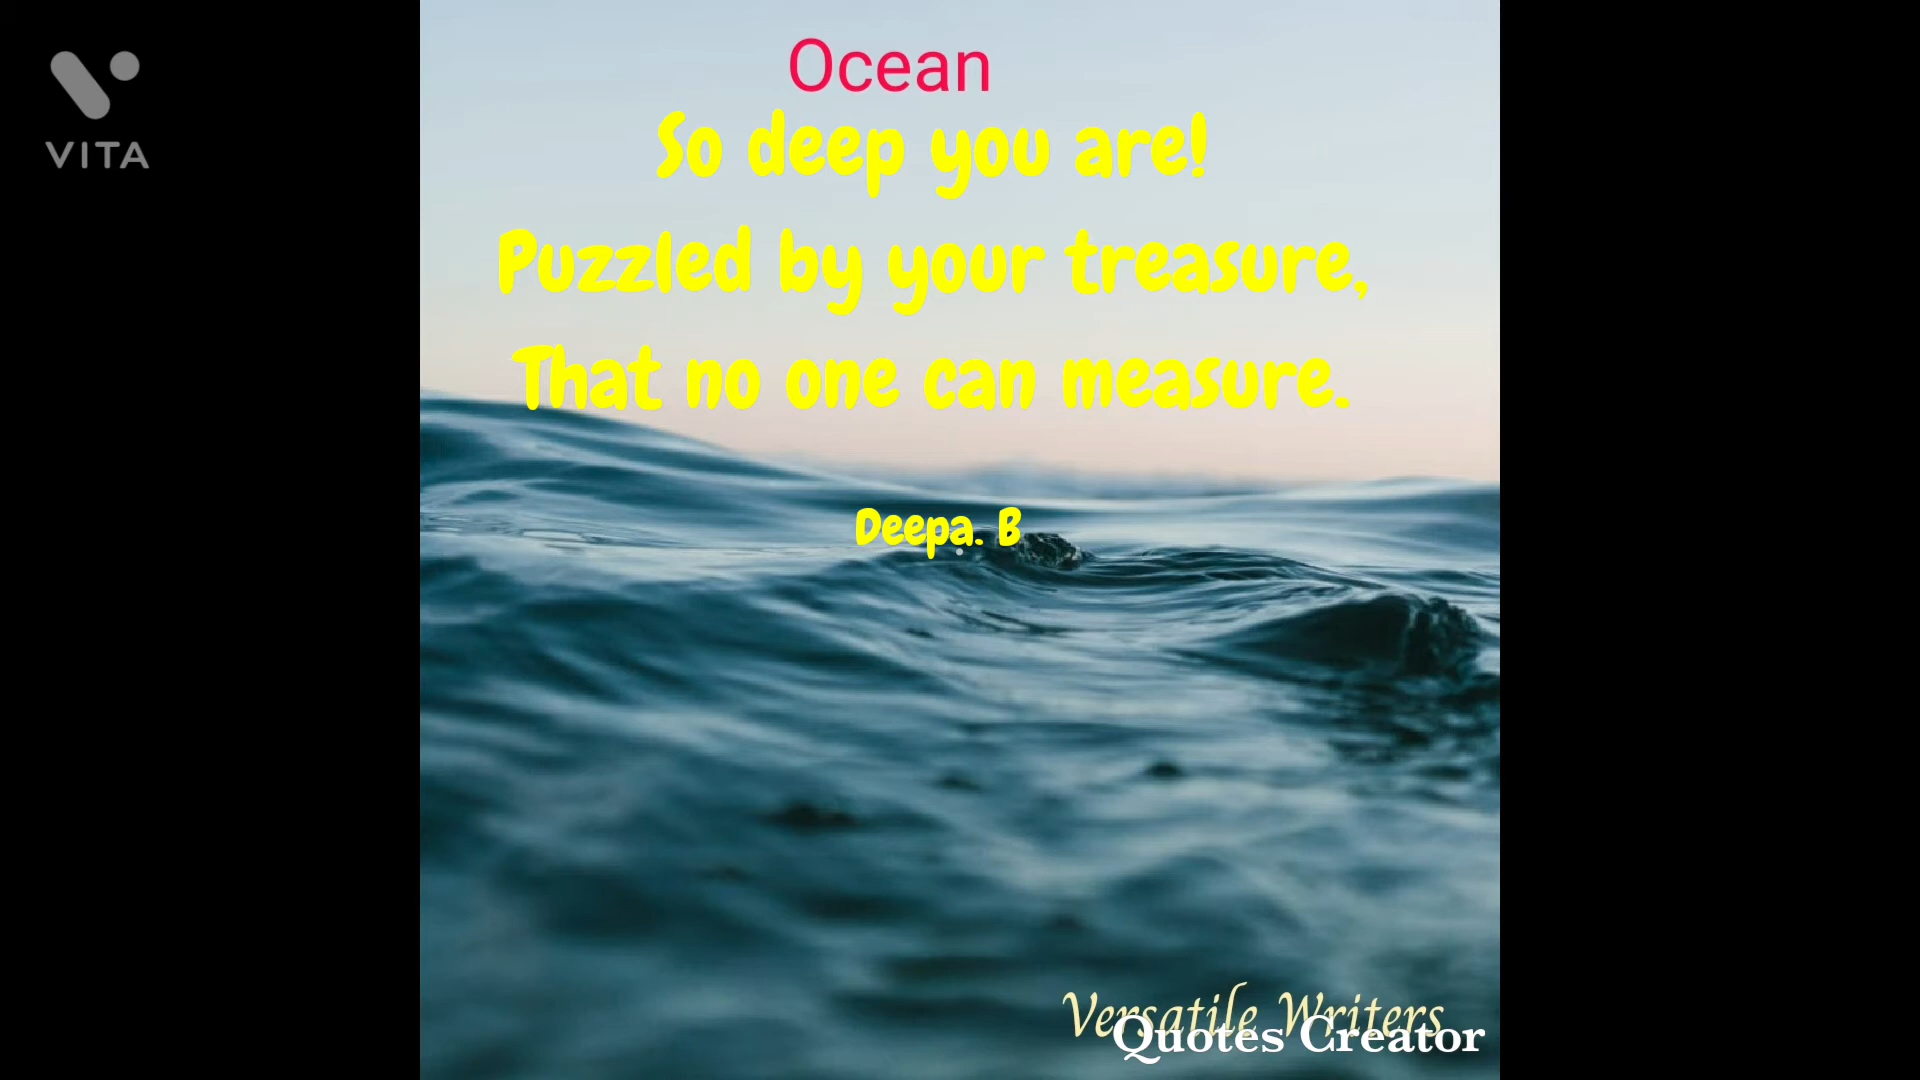 VITA
Ocean
So deep you are!
Puzzled by your treasure,
That no one can measure.
Deepa. B
Versatile Writers
Quotes Creator